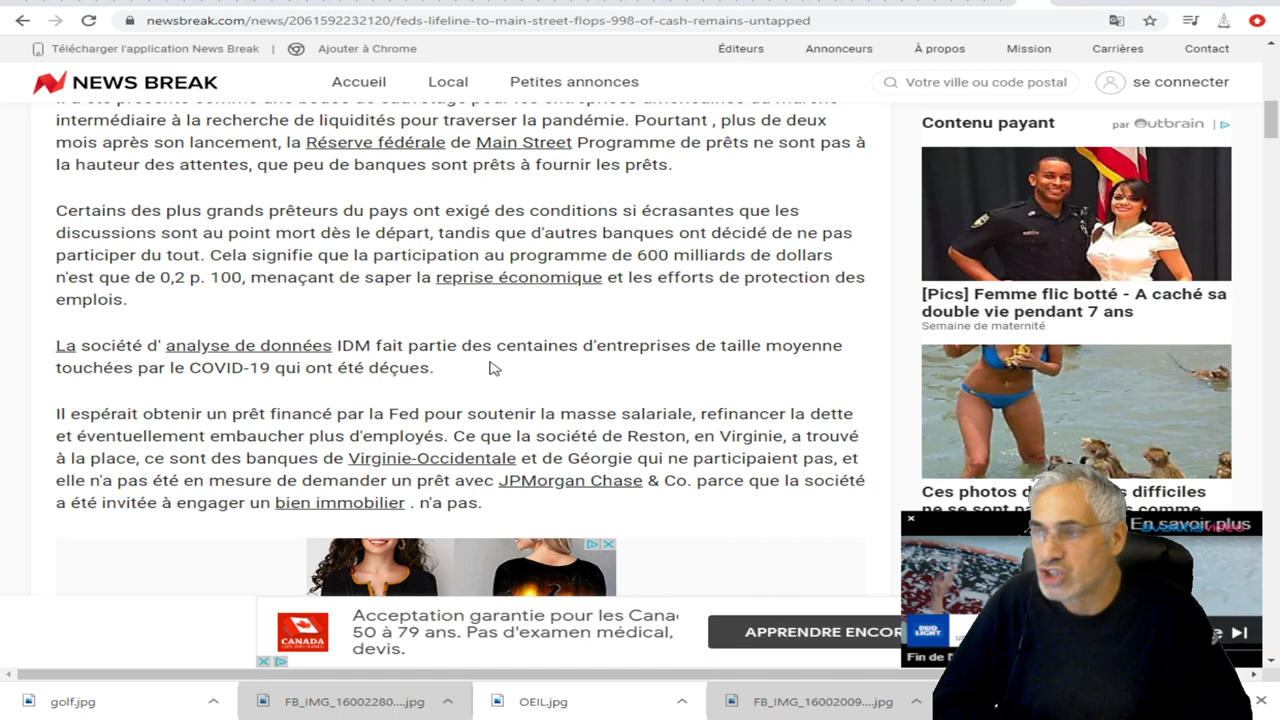 newsbreak.com/news/2061592232120/feds-lifeline-to-main-street-flops-998-of-cash-remains-untapped
Télécharger l'application News Break
Ajouter à Chrome
Éditeurs
Annonceurs
À propos
Mission
Carrières
Contact
NEWS BREAK
Accueil
Local
Petites annonces
Votre ville ou code postal
se connecter
intermédiaire à la recherche de liquidités pour traverser la pandémie. Pourtant , plus de deux
mois après son lancement, la Réserve fédérale de Main Street Programme de prêts ne sont pas à
la hauteur des attentes, que peu de banques sont prêts à fournir les prêts.
Certains des plus grands prêteurs du pays ont exigé des conditions si écrasantes que les
discussions sont au point mort dès le départ, tandis que d'autres banques ont décidé de ne pas
participer du tout. Cela signifie que la participation au programme de 600 milliards de dollars
n'est que de 0,2 p. 100, menaçant de saper la reprise économique et les efforts de protection des
emplois.
La société d' analyse de données IDM fait partie des centaines d'entreprises de taille moyenne
touchées par le COVID-19 qui ont été déçues.
Il espérait obtenir un prêt financé par la Fed pour soutenir la masse salariale, refinancer la dette
et éventuellement embaucher plus d'employés. Ce que la société de Reston, en Virginie, a trouvé
à la place, ce sont des banques de Virginie-Occidentale et de Géorgie qui ne participaient pas, et
elle n'a pas été en mesure de demander un prêt avec JPMorgan Chase & Co. parce que la société
a été invitée à engager un bien immobilier . n'a pas.
Contenu payant
par Outbrain
[Pics] Femme flic botté - A caché sa
double vie pendant 7 ans
Semaine de maternité
Ces photos difficiles
En savoir plus
BUD LIGHT
Fin de
CANADA
Acceptation garantie pour les Cana
50 à 79 ans. Pas d'examen médical,
devis.
APPRENDRE ENCOR
golf.jpg
FB_IMG_16002280....jpg
OEIL.jpg
FB_IMG_16002009....jpg